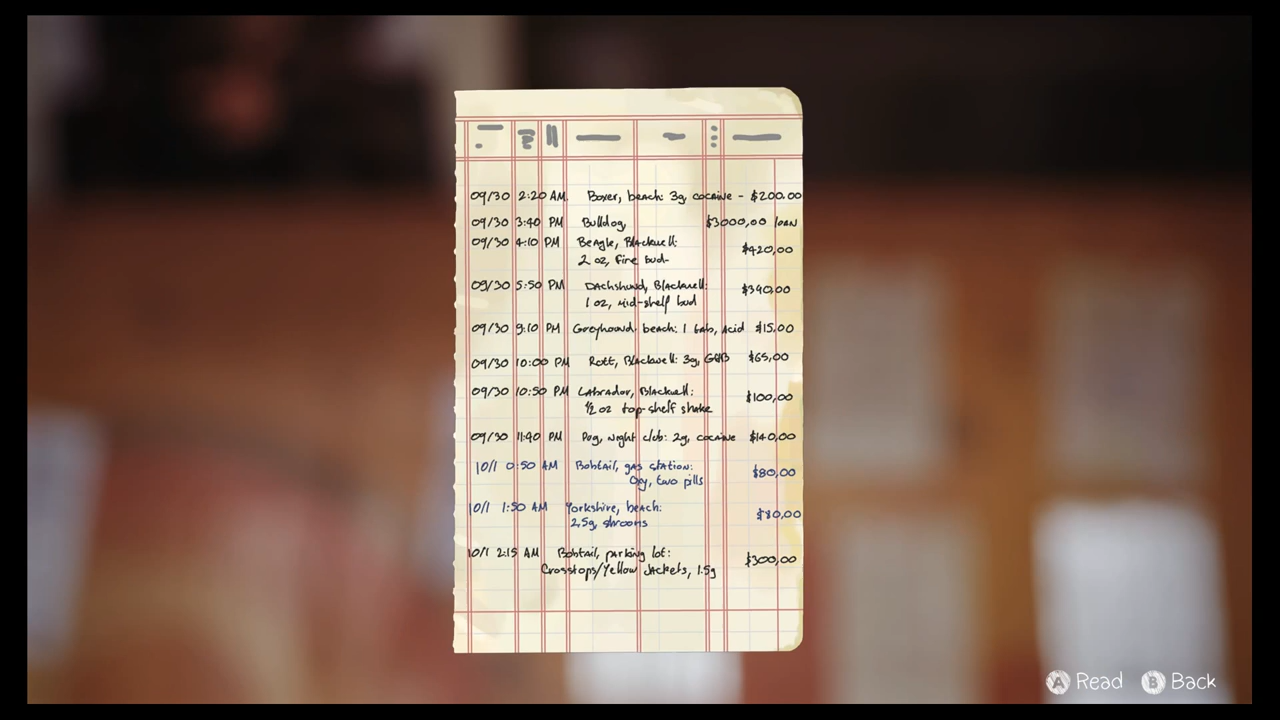 09/30 2:20 AM. Boxer, beach: 3g, cocaine - $200.00
09/30 3:40 PM Bulldog, $3000,00 loan
09/30 4:10 PM Beagle, Blackwell:
2 oz, fire bud- $420,00
09/30 5:50 PM Dachshund, Blackwell: $340,00
1 oz, mid-shelf bud
09/30 9:10 PM Greyhound, beach: 1 tab, acid $15.00
09/30 10:00 PM Rott, Blackwell: 3g, GHB $65,00
09/30 10:50 PM Labrador, Blackwell: $100,00
½ oz top-shelf shake
09/30 11:40 PM Pug, night club: 2g, cocaine $140,00
10/1 0:50 AM Bobtail, gas station: $80,00
Oxy, two pills
10/1 1:50 AM Yorkshire, beach: $80,00
2,5g, shrooms
10/1 2:15 AM Bobtail, parking lot: $300,00
Crosstops/Yellow Jackets, 1.5g
A Read B Back